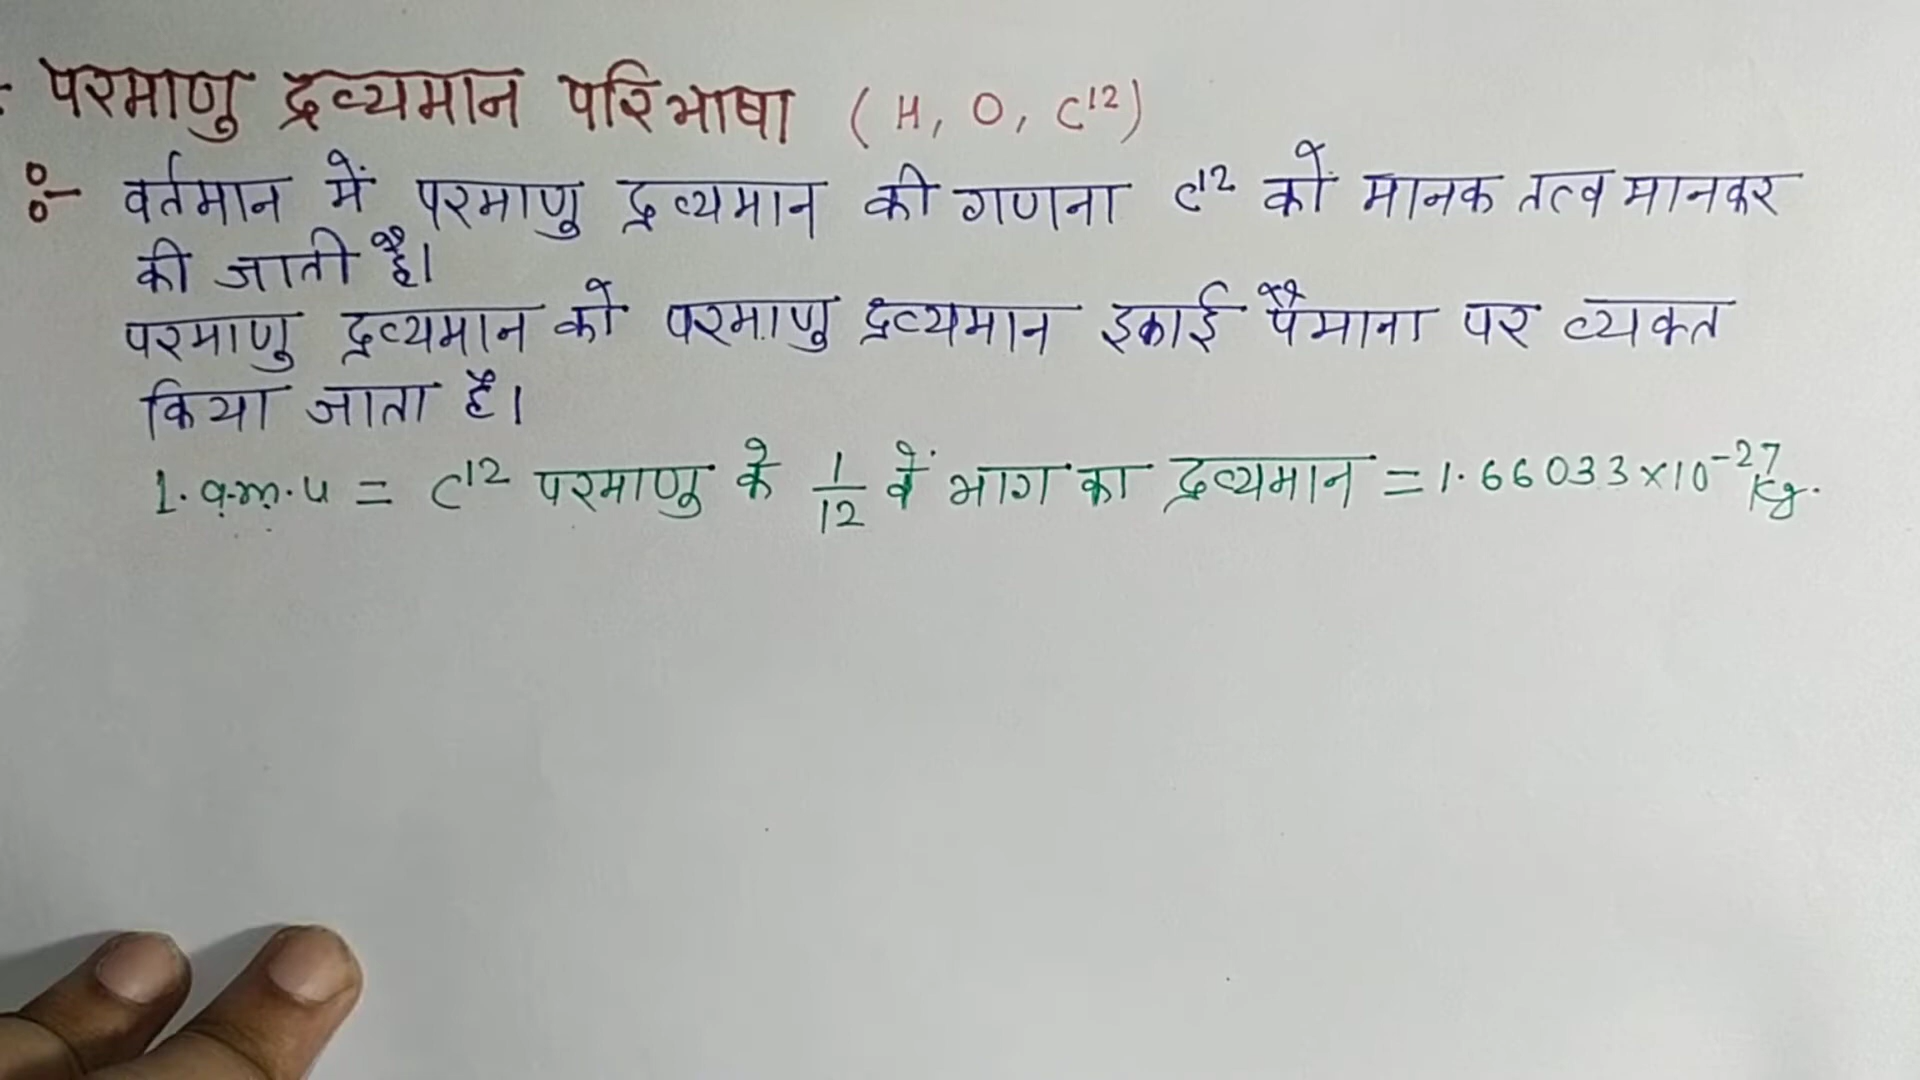 :- परमाणु द्रव्यमान परिभाषा (H, O, C¹²)
:- वर्तमान में परमाणु द्रव्यमान की गणना C¹² को मानक तत्व मानकर
की जाती है।
परमाणु द्रव्यमान को परमाणु द्रव्यमान इकाई पैमाना पर व्यक्त
किया जाता है।
1. a.m.u = C¹² परमाणु के 1/12 वें भाग का द्रव्यमान = 1.66033×10⁻²⁷ kg.